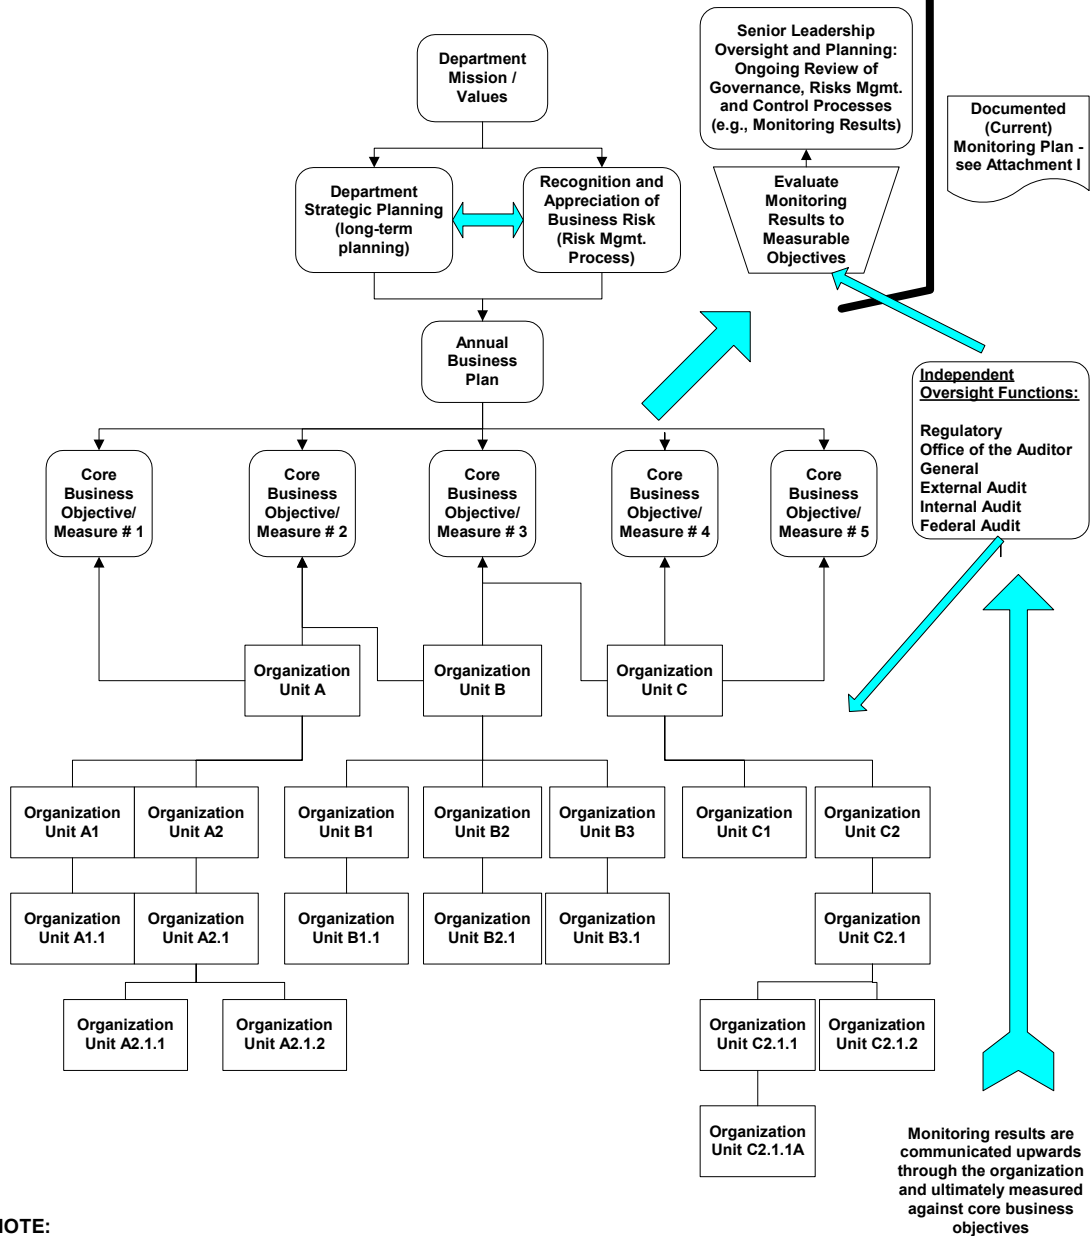 Department
Mission /
Values
Senior Leadership
Oversight and Planning:
Ongoing Review of
Governance, Risks Mgmt.
and Control Processes
(e.g., Monitoring Results)
Documented
(Current)
Monitoring Plan -
see Attachment I
Department
Strategic Planning
(long-term
planning)
Recognition and
Appreciation of
Business Risk
(Risk Mgmt.
Process)
Evaluate
Monitoring
Results to
Measurable
Objectives
Annual
Business
Plan
Independent
Oversight Functions:
Regulatory
Office of the Auditor
General
External Audit
Internal Audit
Federal Audit
Core
Business
Objective/
Measure # 1
Core
Business
Objective/
Measure # 2
Core
Business
Objective/
Measure # 3
Core
Business
Objective/
Measure # 4
Core
Business
Objective/
Measure # 5
Organization
Unit A
Organization
Unit B
Organization
Unit C
Organization
Unit A1
Organization
Unit A2
Organization
Unit B1
Organization
Unit B2
Organization
Unit B3
Organization
Unit C1
Organization
Unit C2
Organization
Unit A1.1
Organization
Unit A2.1
Organization
Unit B1.1
Organization
Unit B2.1
Organization
Unit B3.1
Organization
Unit C2.1
Organization
Unit A2.1.1
Organization
Unit A2.1.2
Organization
Unit C2.1.1
Organization
Unit C2.1.2
Organization
Unit C2.1.1A
Monitoring results are
communicated upwards
through the organization
and ultimately measured
against core business
objectives
NOTE: